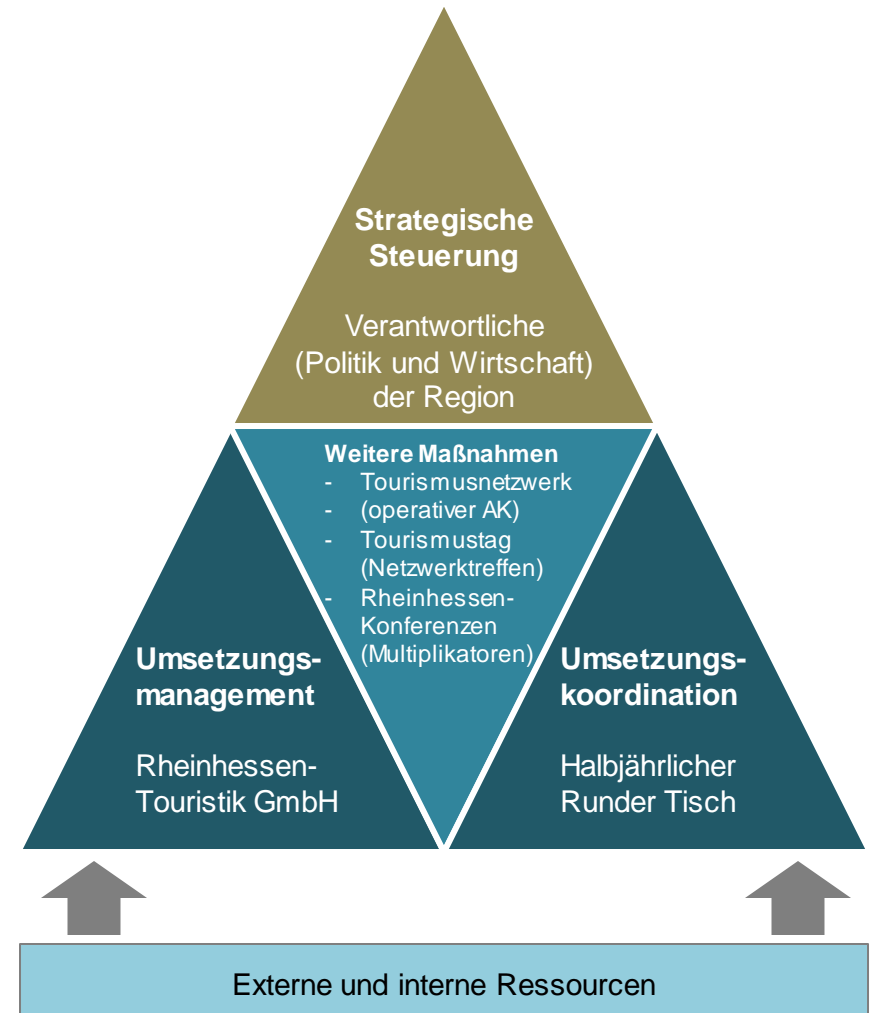 Strategische
Steuerung
Verantwortliche
(Politik und Wirtschaft)
der Region
Weitere Maßnahmen
- Tourismusnetzwerk
- (operativer AK)
- Tourismustag
(Netzwerktreffen)
- Rheinhessen-
Konferenzen
(Multiplikatoren)
Umsetzungs-
management
Rheinhessen-
Touristik GmbH
Umsetzungs-
koordination
Halbjährlicher
Runder Tisch
Externe und interne Ressourcen